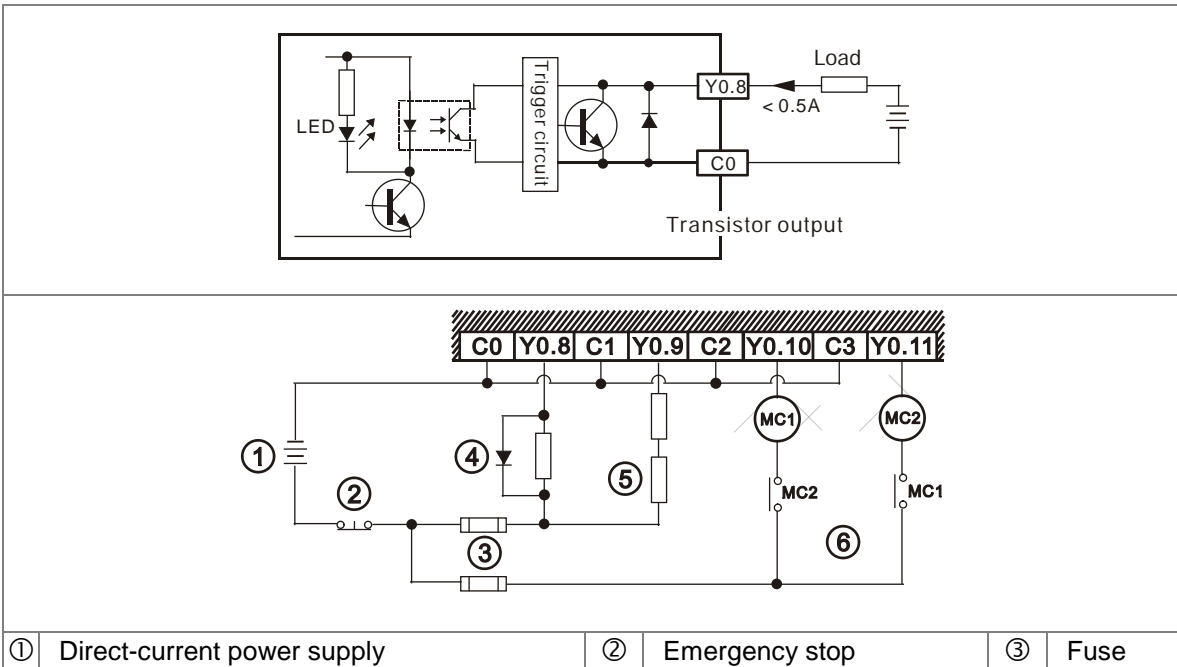 Load
Y0.8
< 0.5A
LED
Trigger circuit
C0
Transistor output
C0 Y0.8 C1 Y0.9 C2 Y0.10 C3 Y0.11
MC1 MC2
① ④ ⑤
② MC2 MC1
③ ⑥
① Direct-current power supply ② Emergency stop ③ Fuse